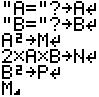 "A="?→A↵
"B="?→B↵
A²→M↵
2×A×B→N↵
B²→P↵
M◢